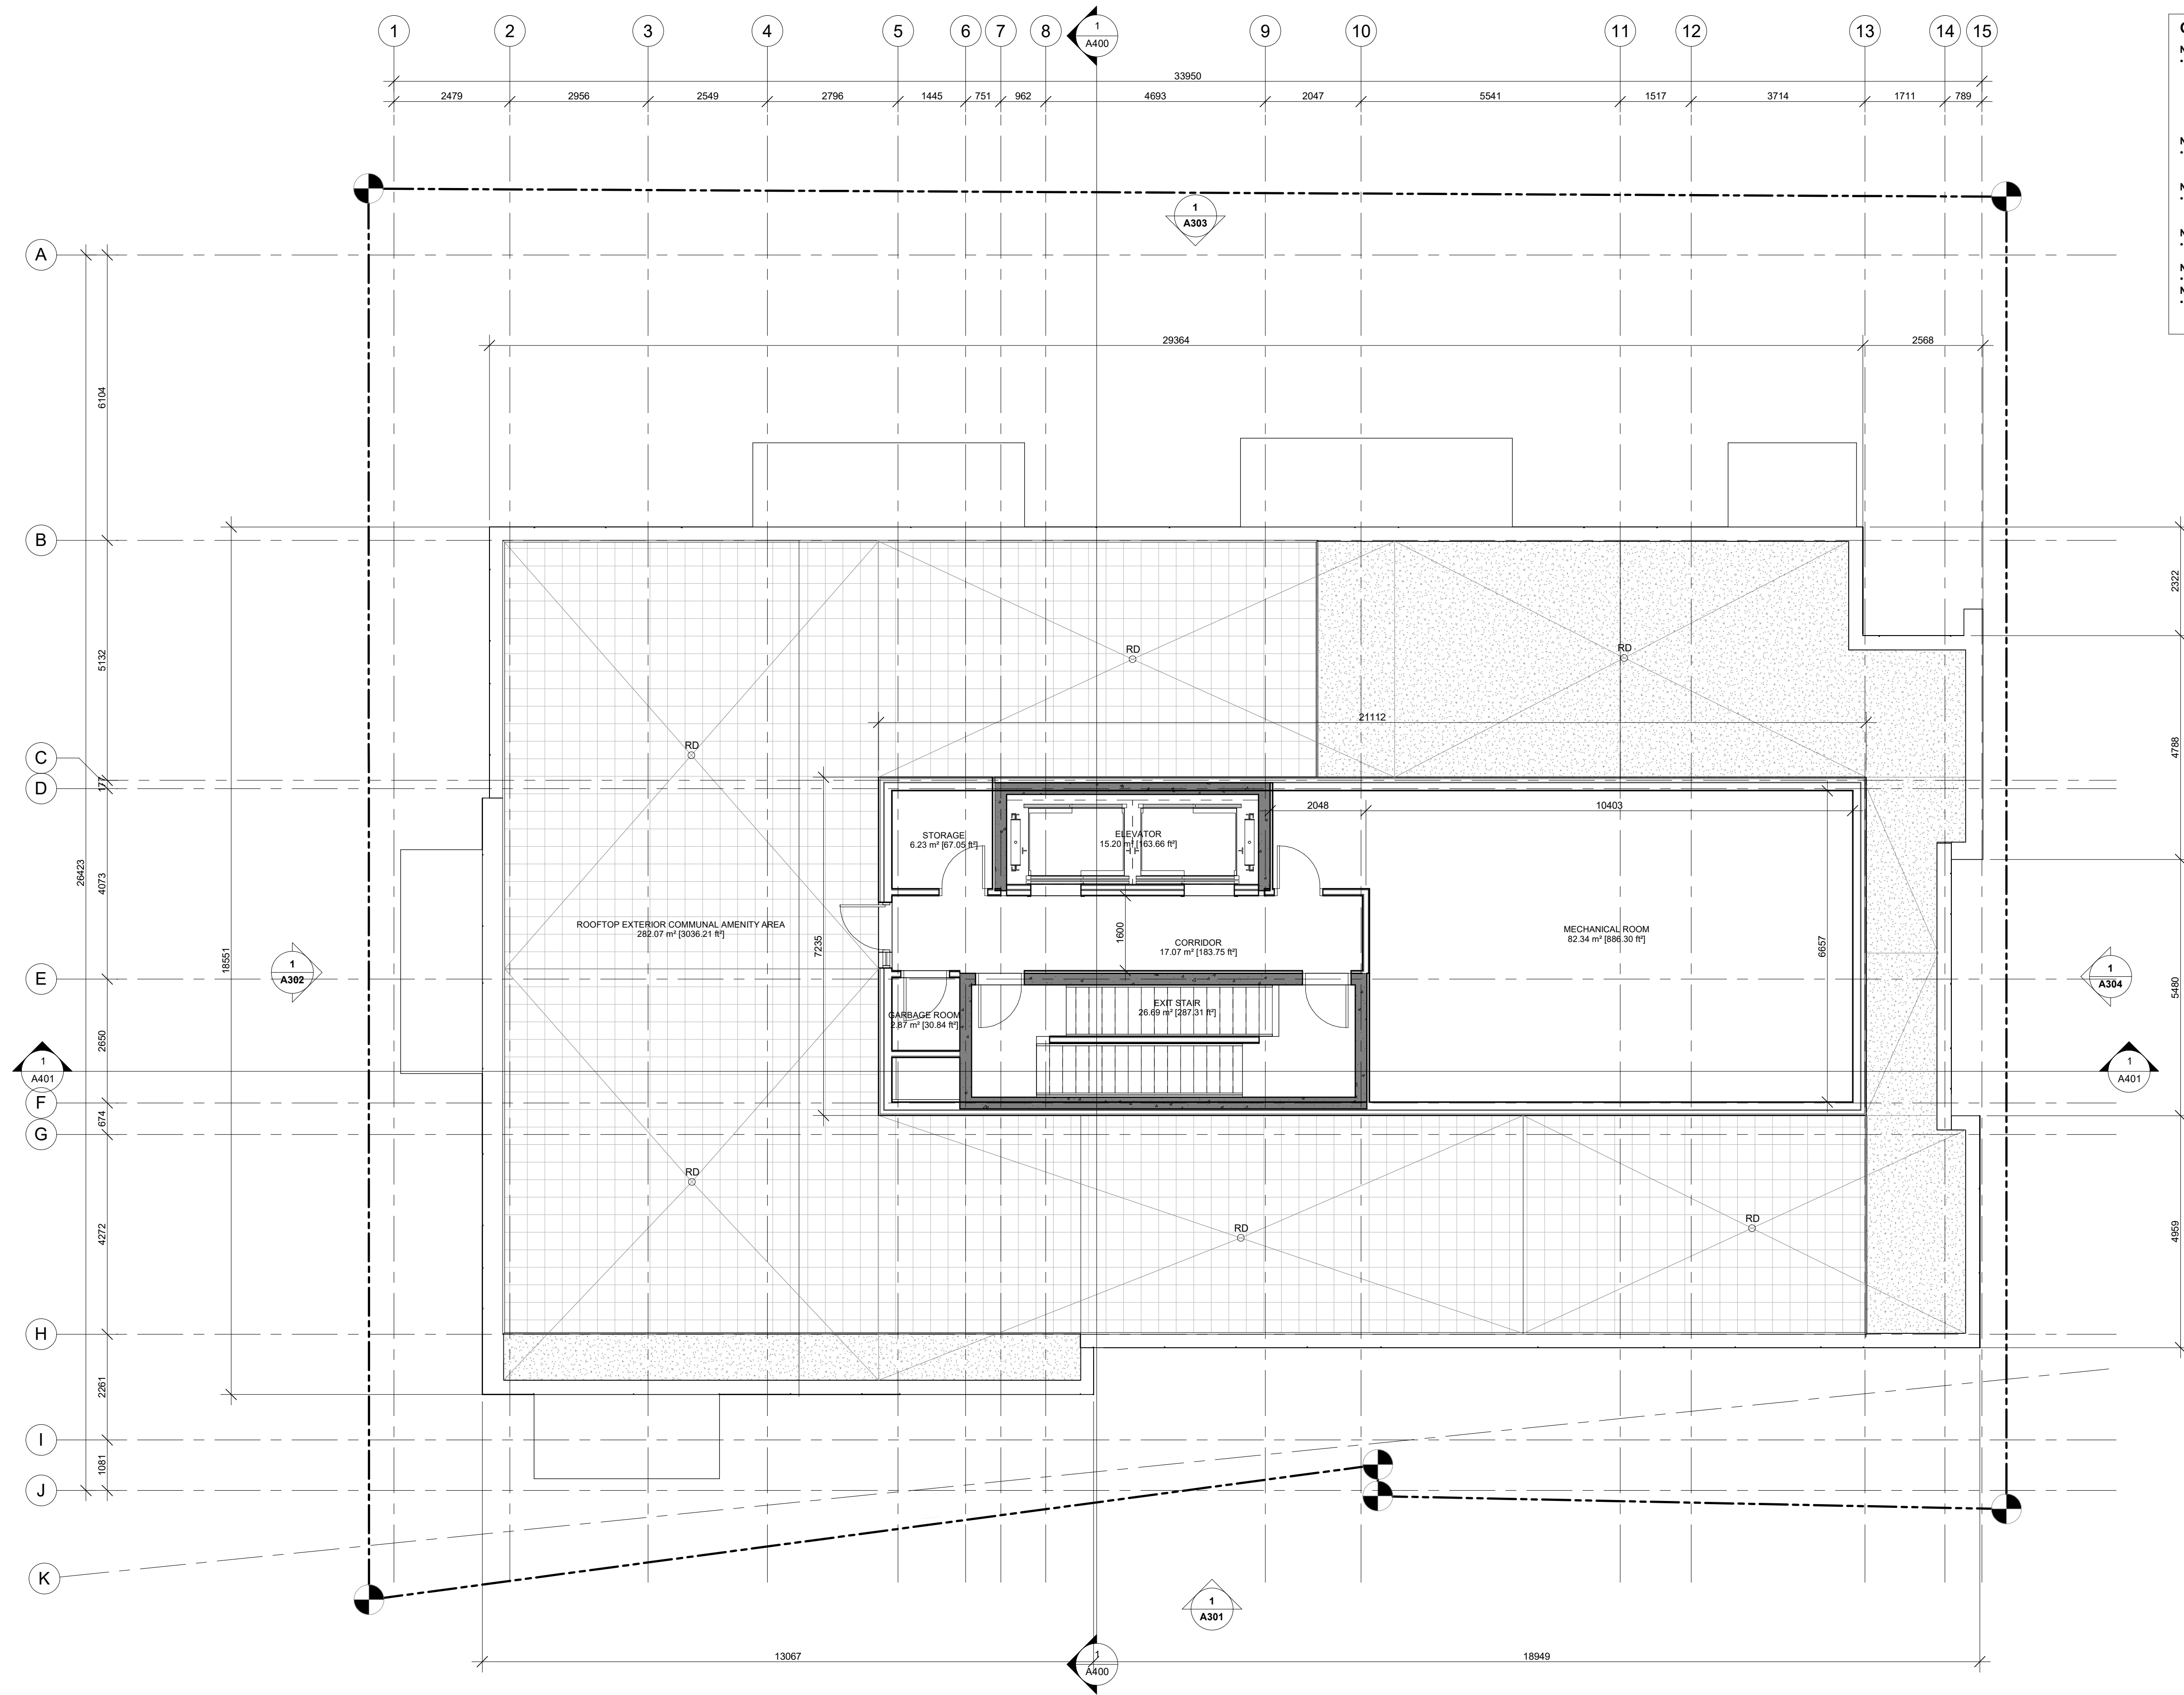 1
2
3
4
5
6
7
8
1
A400
9
10
11
12
13
14
15
33950
2479
2956
2549
2796
1445
751
962
4693
2047
5541
1517
3714
1711
789
1
A303
A
B
C
D
E
F
G
H
I
J
K
26423
6104
5132
177
4073
2650
674
4272
2261
1081
18551
29364
2568
2322
4788
5480
4959
RD
RD
RD
21112
2048
10403
STORAGE
6.23 m² [67.05 ft²]
ELEVATOR
15.20 m² [163.66 ft²]
ROOFTOP EXTERIOR COMMUNAL AMENITY AREA
282.07 m² [3036.21 ft²]
7235
1600
CORRIDOR
17.07 m² [183.75 ft²]
MECHANICAL ROOM
82.34 m² [886.30 ft²]
6657
1
A302
1
A304
GARBAGE ROOM
2.87 m² [30.84 ft²]
EXIT STAIR
26.69 m² [287.31 ft²]
1
A401
1
A401
RD
RD
RD
1
A301
13067
1
A400
18949